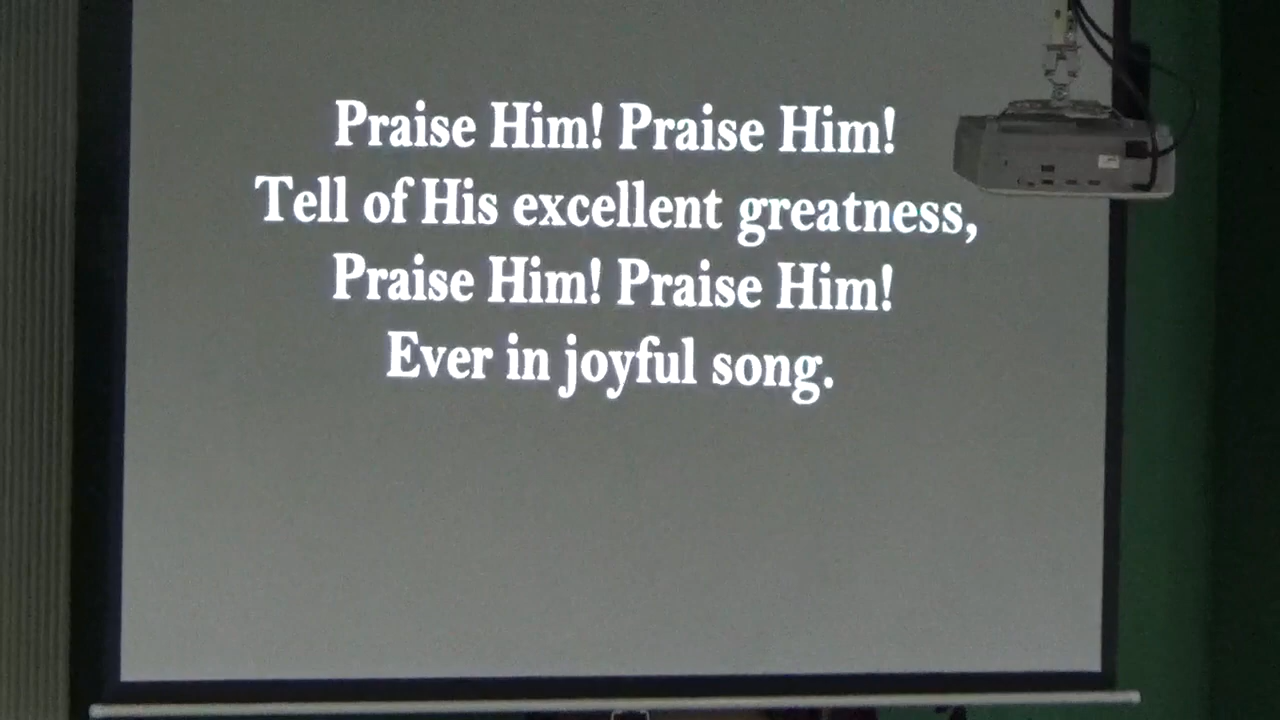 Praise Him! Praise Him!
Tell of His excellent greatness,
Praise Him! Praise Him!
Ever in joyful song.